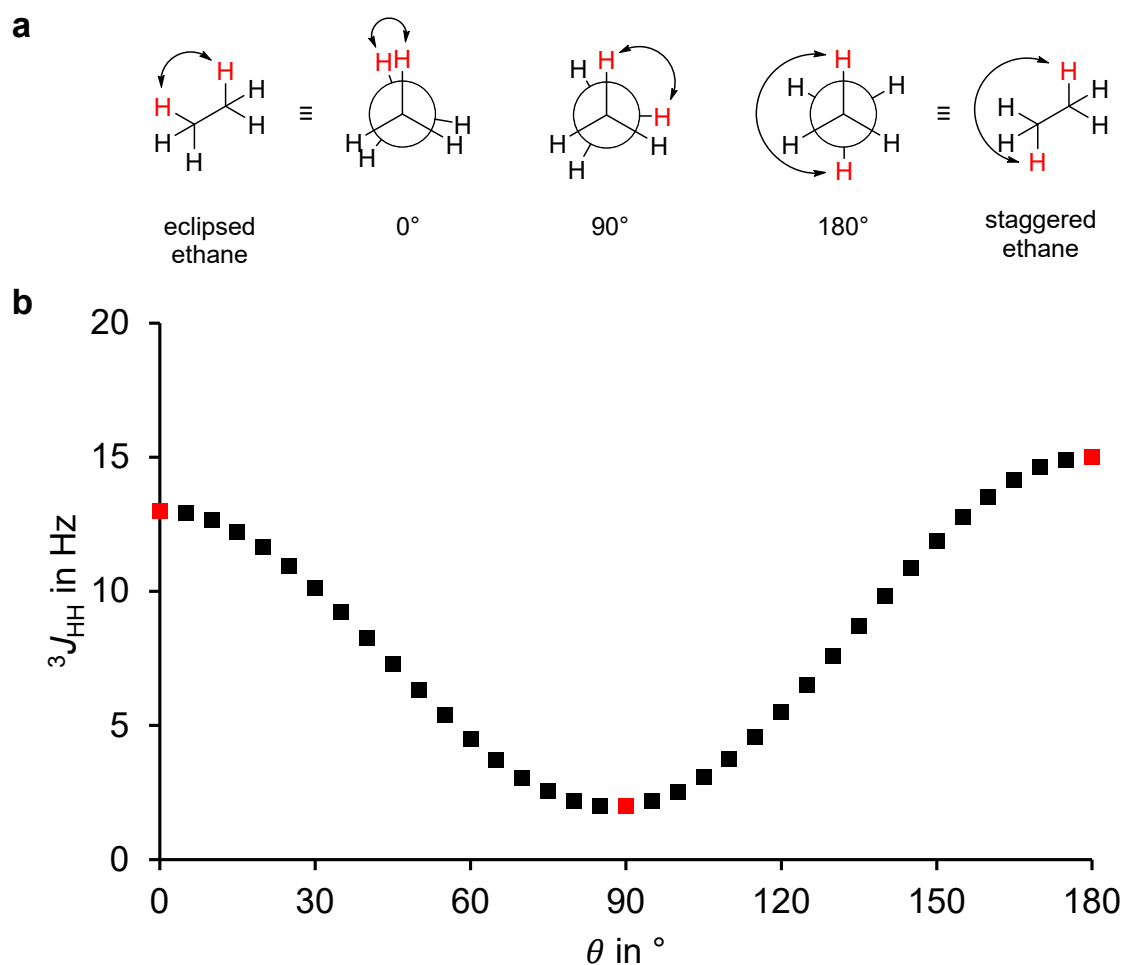 a
H H ≡ H H H H ≡ H H
H H H H H H H H H H
H H H H H H H H H H
eclipsed ethane 0° 90° 180° staggered ethane
b
20
15
10
5
0
³J_HH in Hz
0 30 60 90 120 150 180
θ in °